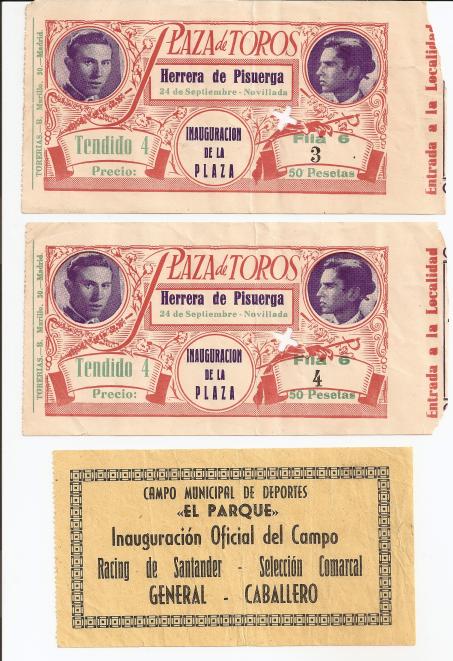 PLAZA de TOROS
Herrera de Pisuerga
24 de Septiembre - Novillada
TORERIAS.—B. Murillo, 30.—Madrid.
Tendido 4
Precio:
INAUGURACION
DE LA
PLAZA
Fila 6
3
50 Pesetas
Entrada a la Localidad
PLAZA de TOROS
Herrera de Pisuerga
24 de Septiembre - Novillada
TORERIAS.—B. Murillo, 30.—Madrid.
Tendido 4
Precio:
INAUGURACION
DE LA
PLAZA
Fila 6
4
50 Pesetas
Entrada a la Localidad
CAMPO MUNICIPAL DE DEPORTES
«EL PARQUE»
Inauguración Oficial del Campo
Racing de Santander - Selección Comarcal
GENERAL - CABALLERO